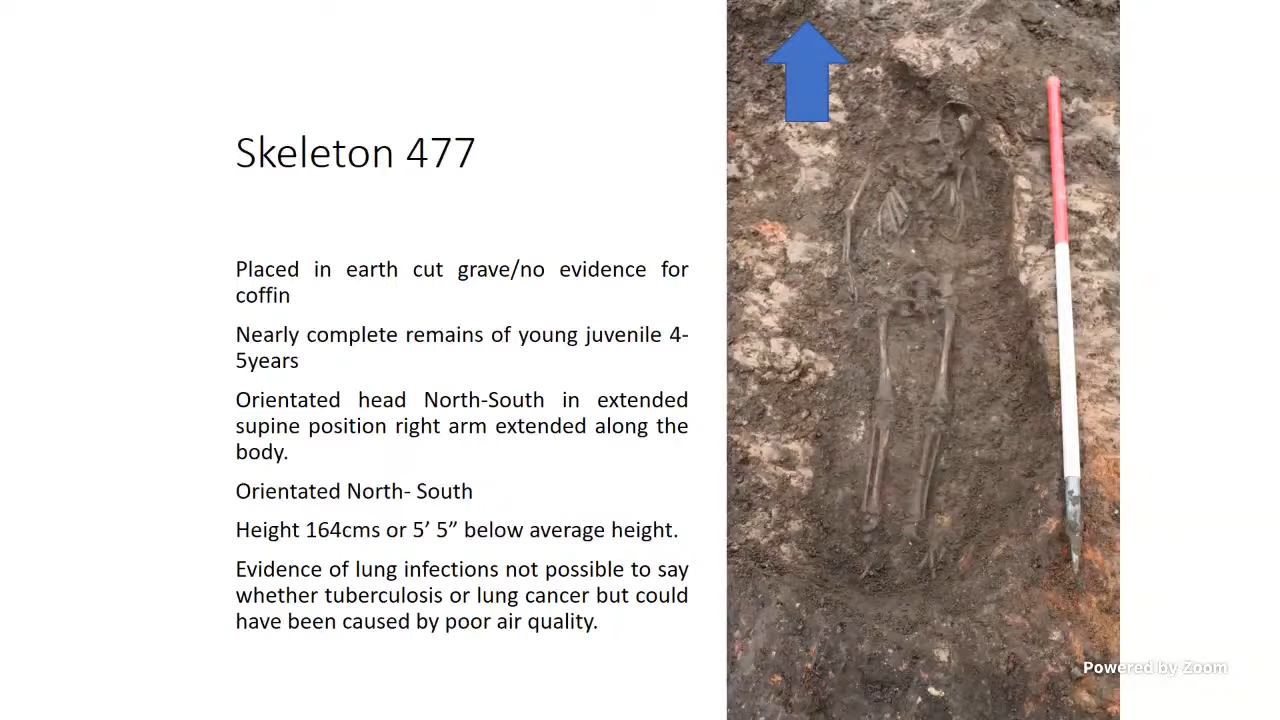 Skeleton 477
Placed in earth cut grave/no evidence for
coffin
Nearly complete remains of young juvenile 4-
5years
Orientated head North-South in extended
supine position right arm extended along the
body.
Orientated North- South
Height 164cms or 5’ 5” below average height.
Evidence of lung infections not possible to say
whether tuberculosis or lung cancer but could
have been caused by poor air quality.
Powered by Zoom